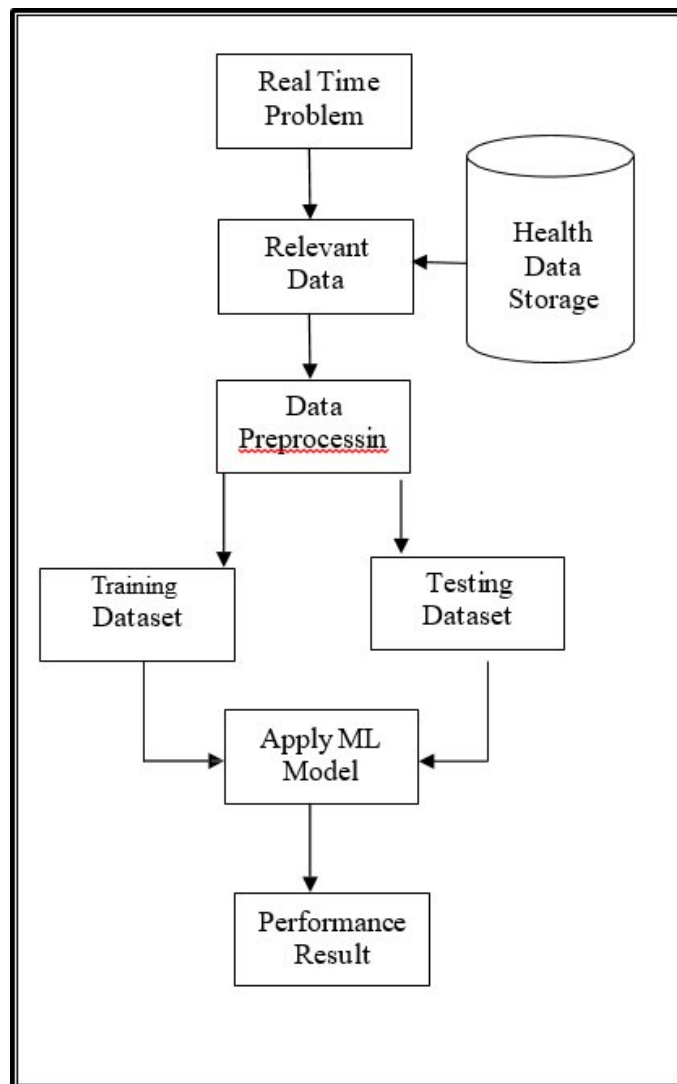 Real Time
Problem
Relevant
Data
Health
Data
Storage
Data
Preprocessin
Training
Dataset
Testing
Dataset
Apply ML
Model
Performance
Result